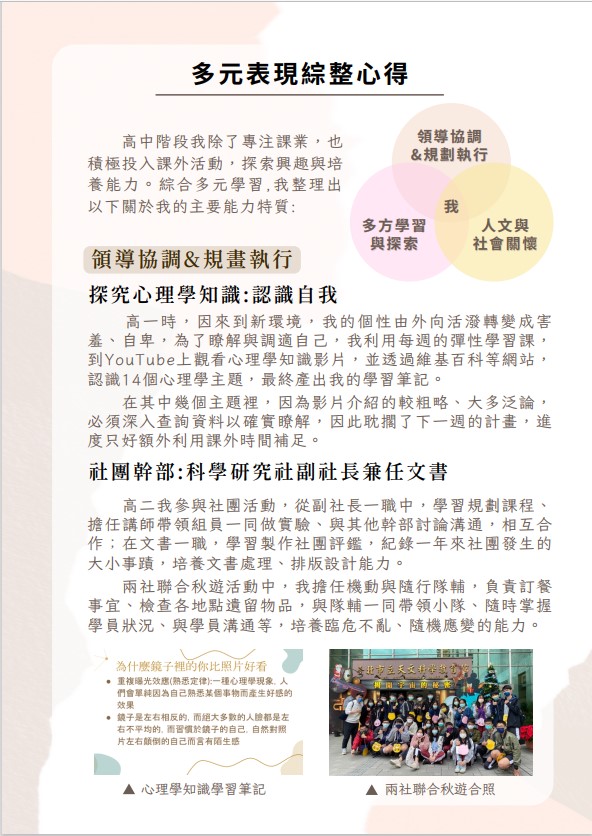 多元表現綜整心得
高中階段我除了專注課業，也
積極投入課外活動，探索興趣與培
養能力。綜合多元學習,我整理出
以下關於我的主要能力特質:
領導協調
&規劃執行
我
多方學習
與探索
人文與
社會關懷
領導協調&規畫執行
探究心理學知識:認識自我
高一時，因來到新環境，我的個性由外向活潑轉變成害
羞、自卑，為了瞭解與調適自己，我利用每週的彈性學習課，
到YouTube上觀看心理學知識影片，並透過維基百科等網站，
認識14個心理學主題，最終產出我的學習筆記。
在其中幾個主題裡，因為影片介紹的較粗略、大多泛論，
必須深入查詢資料以確實瞭解，因此耽擱了下一週的計畫，進
度只好額外利用課外時間補足。
社團幹部:科學研究社副社長兼任文書
高二我參與社團活動，從副社長一職中，學習規劃課程、
擔任講師帶領組員一同做實驗、與其他幹部討論溝通，相互合
作；在文書一職，學習製作社團評鑑，紀錄一年來社團發生的
大小事蹟，培養文書處理、排版設計能力。
兩社聯合秋遊活動中，我擔任機動與隨行隊輔，負責訂餐
事宜、檢查各地點遺留物品，與隊輔一同帶領小隊、隨時掌握
學員狀況、與學員溝通等，培養臨危不亂、隨機應變的能力。
為什麼鏡子裡的你比照片好看
● 重複曝光效應(熟悉定律):一種心理學現象, 人
們會單純因為自己熟悉某個事物而產生好感的
效果
● 鏡子是左右相反的, 而絕大多數的人臉都是左
右不平均的, 而習慣於鏡子的自己, 自然對照
片左右顛倒的自己而言有陌生感
▲ 心理學知識學習筆記
臺北市立天文科學教育館
▲ 兩社聯合秋遊合照